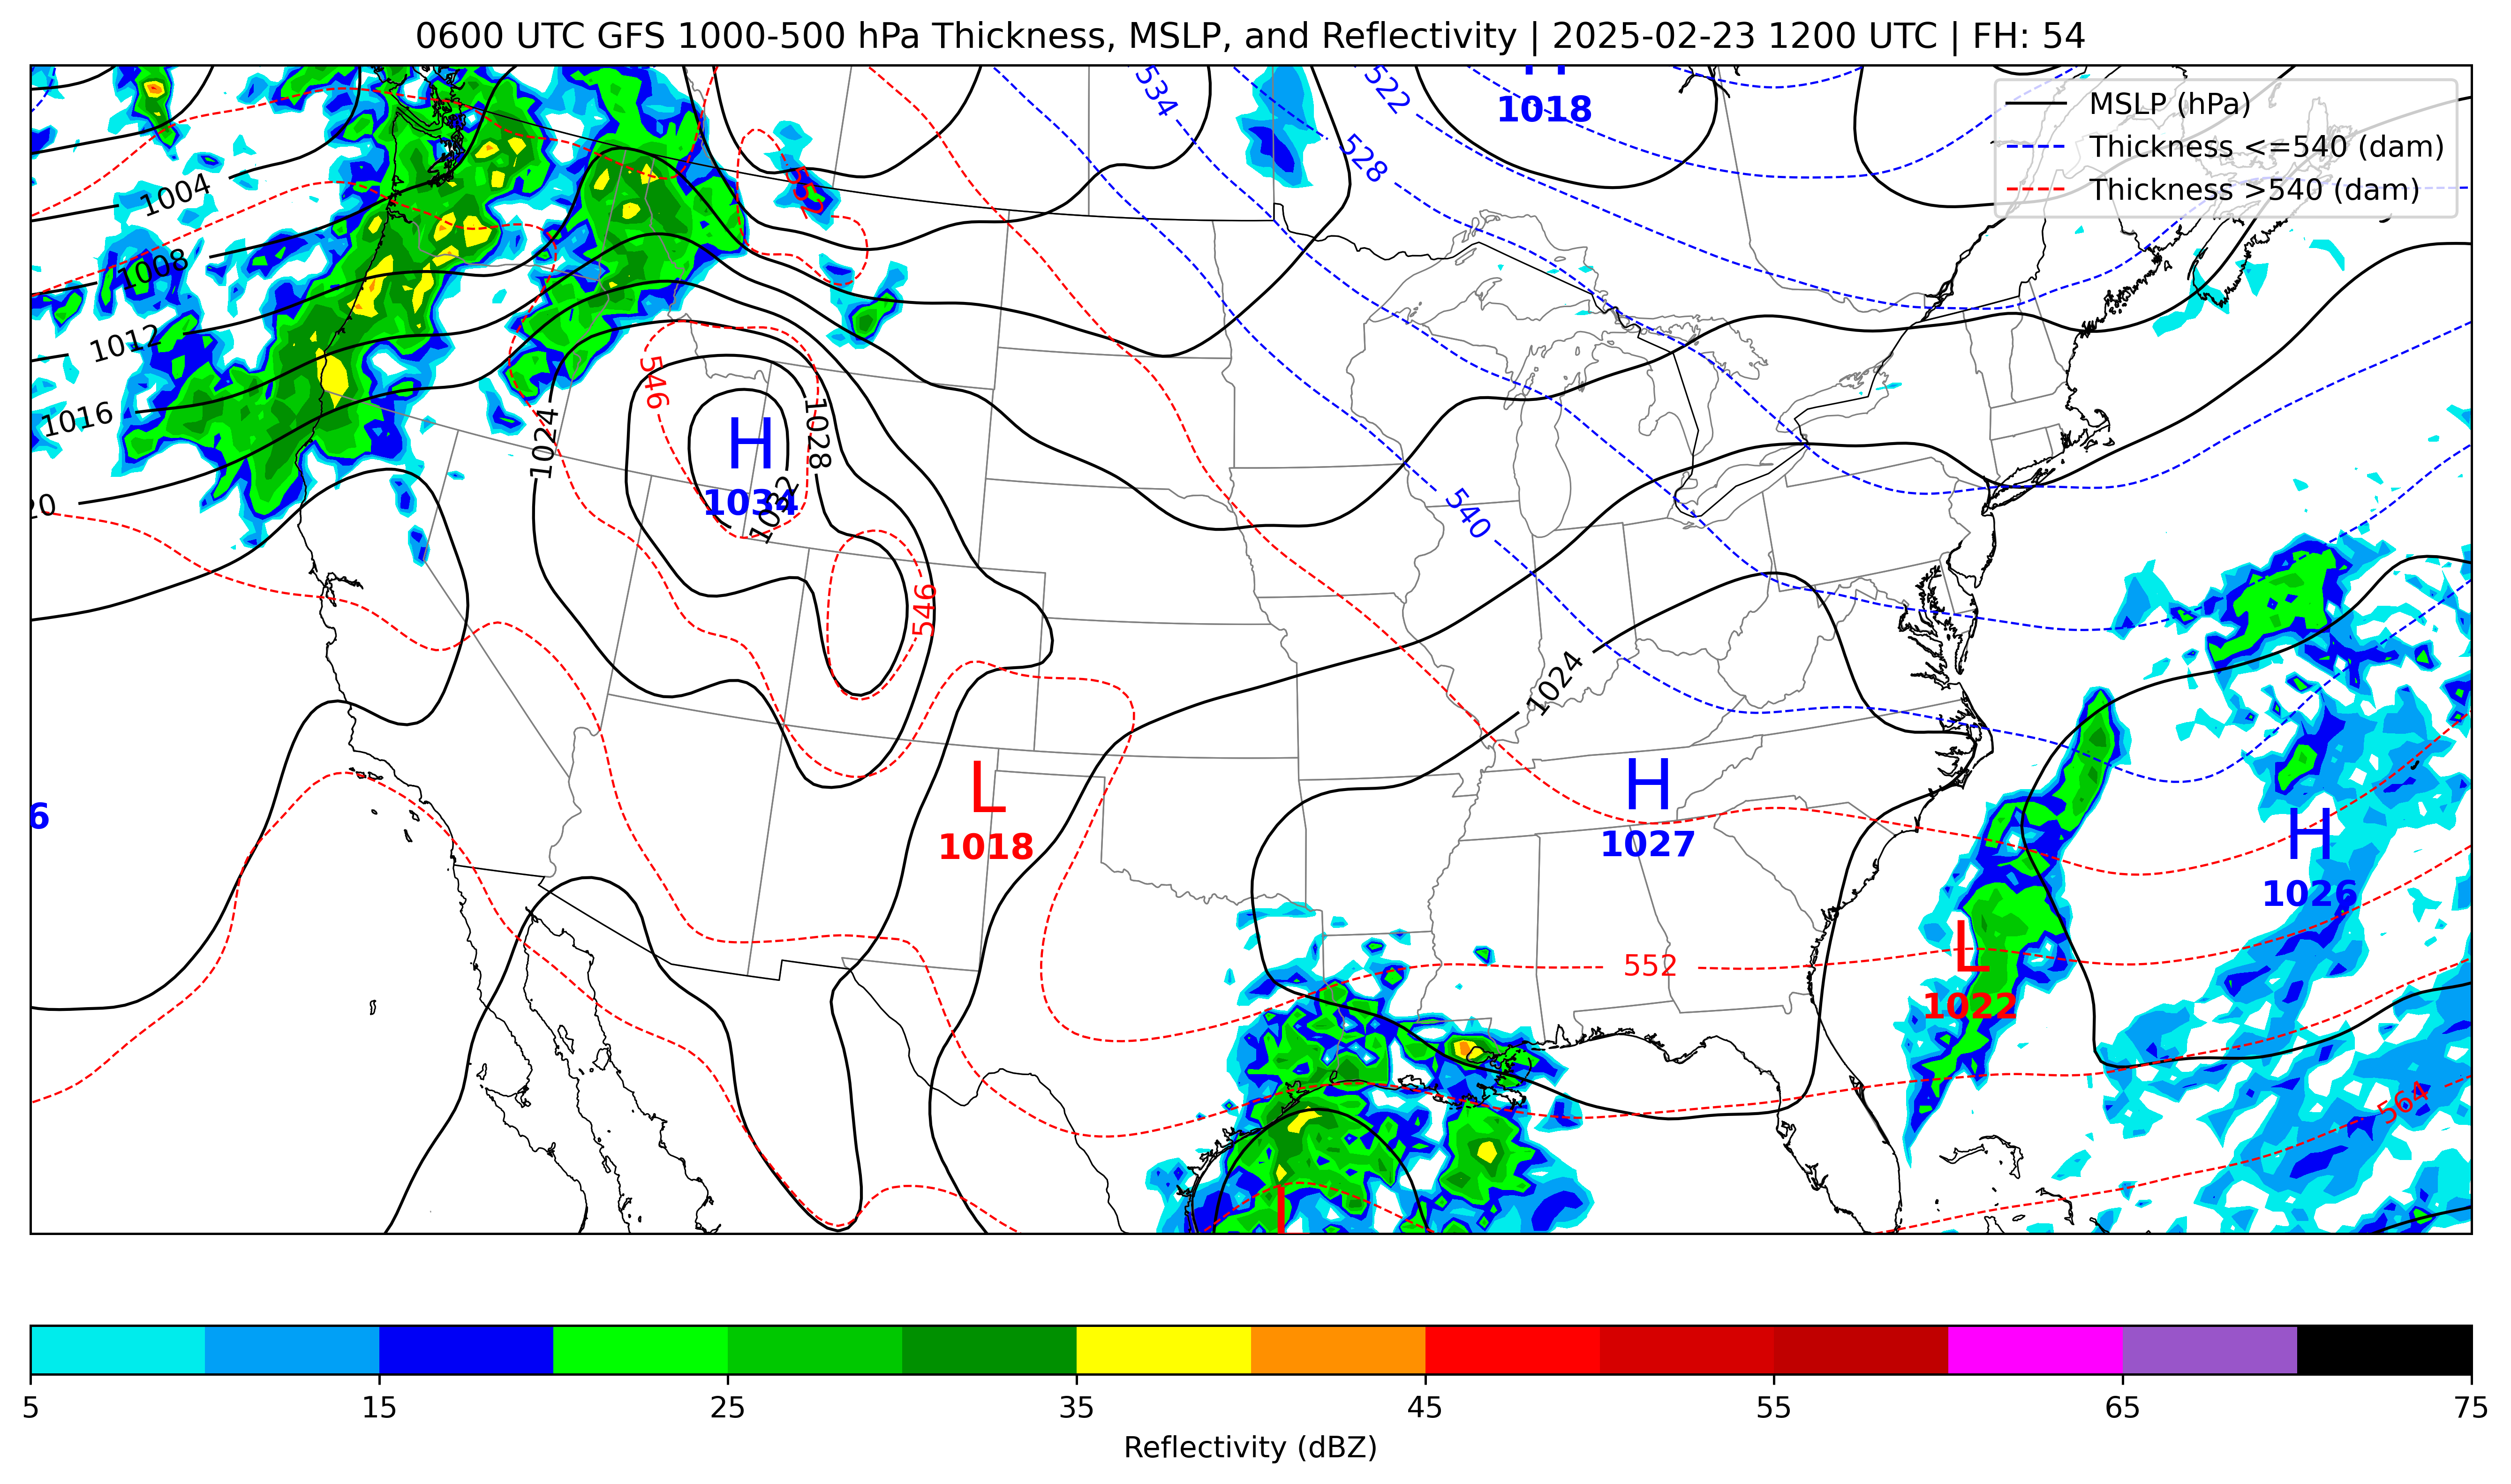 0600 UTC GFS 1000-500 hPa Thickness, MSLP, and Reflectivity | 2025-02-23 1200 UTC | FH: 54
MSLP (hPa)
Thickness <=540 (dam)
Thickness >540 (dam)
534
522
528
1018
1004
1008
1012
1016
20
546
1024
1028
H
1034
1032
540
546
1024
L
1018
H
1027
H
1026
6
L
1022
552
564
5 15 25 35 45 55 65 75
Reflectivity (dBZ)